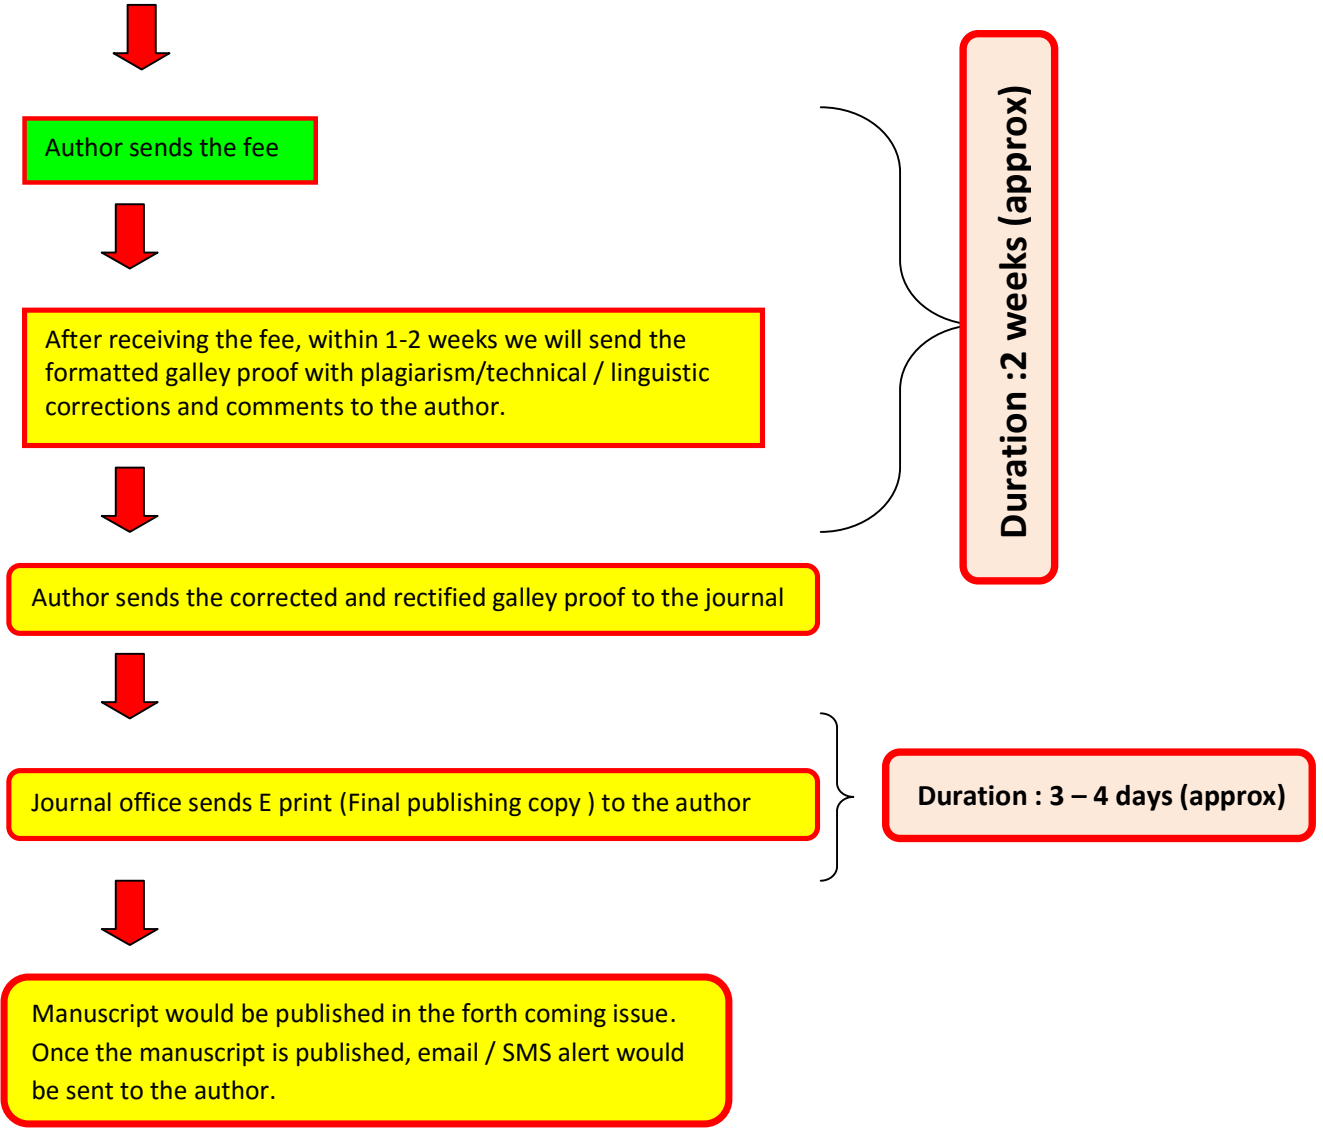 Author sends the fee
Duration :2 weeks (approx)
After receiving the fee, within 1-2 weeks we will send the
formatted galley proof with plagiarism/technical / linguistic
corrections and comments to the author.
Author sends the corrected and rectified galley proof to the journal
Journal office sends E print (Final publishing copy ) to the author
Duration : 3 – 4 days (approx)
Manuscript would be published in the forth coming issue.
Once the manuscript is published, email / SMS alert would
be sent to the author.